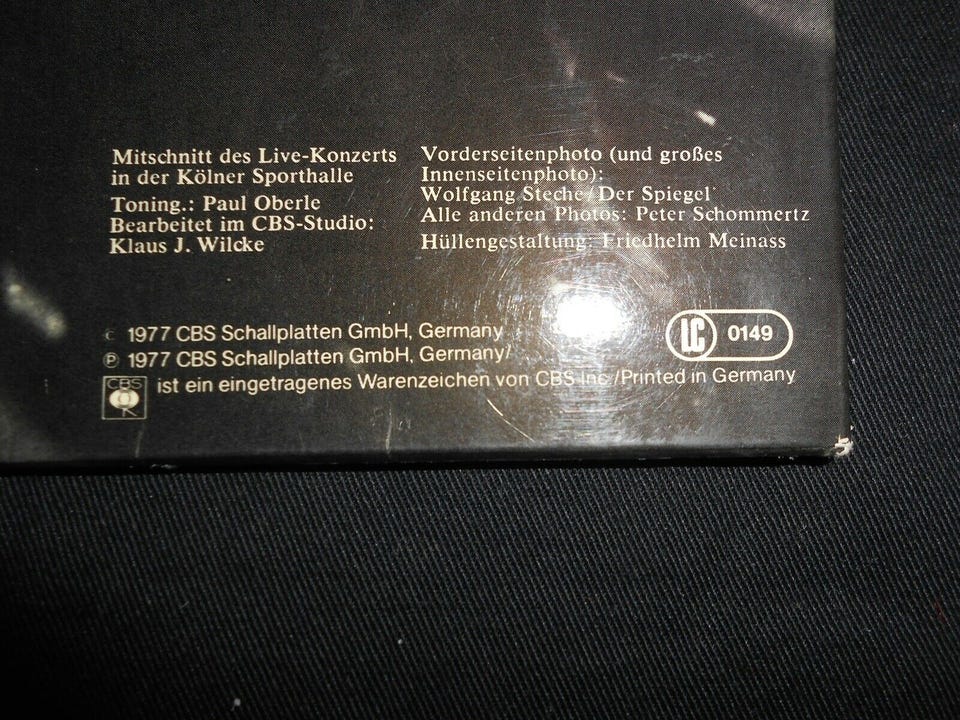 Mitschnitt des Live-Konzerts
in der Kölner Sporthalle
Toning.: Paul Oberle
Bearbeitet im CBS-Studio:
Klaus J. Wilcke
Vorderseitenphoto (und großes
Innenseitenphoto):
Wolfgang Steche/Der Spiegel
Alle anderen Photos: Peter Schommertz
Hüllengestaltung: Friedhelm Meinass
© 1977 CBS Schallplatten GmbH, Germany
℗ 1977 CBS Schallplatten GmbH, Germany/
LC 0149
CBS ist ein eingetragenes Warenzeichen von CBS Inc./Printed in Germany